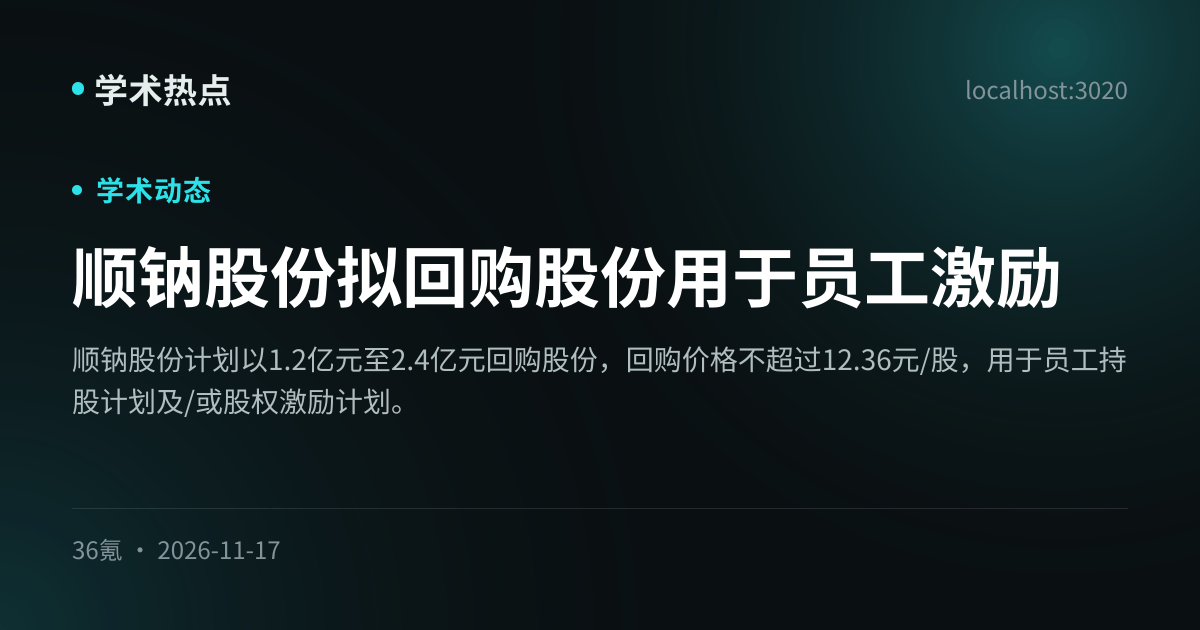 学术热点
localhost:3020
学术动态
顺钠股份拟回购股份用于员工激励
顺钠股份计划以1.2亿元至2.4亿元回购股份，回购价格不超过12.36元/股，用于员工持
股计划及/或股权激励计划。
36氪 · 2026-11-17